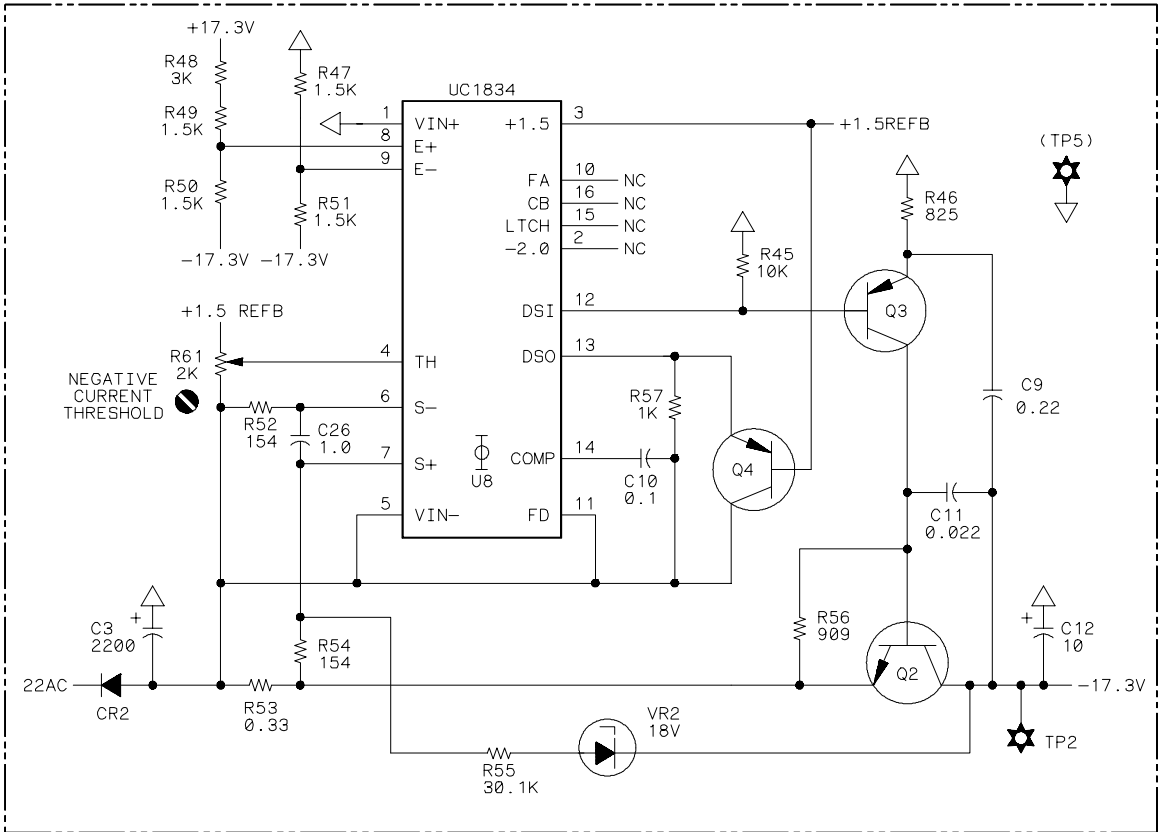 +17.3V
R48
3K
R49
1.5K
R50
1.5K
R47
1.5K
R51
1.5K
-17.3V -17.3V
UC1834
1 VIN+
8 E+
9 E-
4 TH
6 S-
7 S+
5 VIN-
+1.5 3
FA 10 NC
CB 16 NC
LTCH 15 NC
-2.0 2 NC
DSI 12
DSO 13
COMP 14
FD 11
U8
+1.5REFB
(TP5)
R46
825
R45
10K
Q3
C9
0.22
+1.5 REFB
R61
2K
NEGATIVE
CURRENT
THRESHOLD
R52
154
C26
1.0
R57
1K
C10
0.1
Q4
C11
0.022
+
C3
2200
R54
154
R56
909
Q2
+
C12
10
22AC
CR2
R53
0.33
-17.3V
TP2
VR2
18V
R55
30.1K